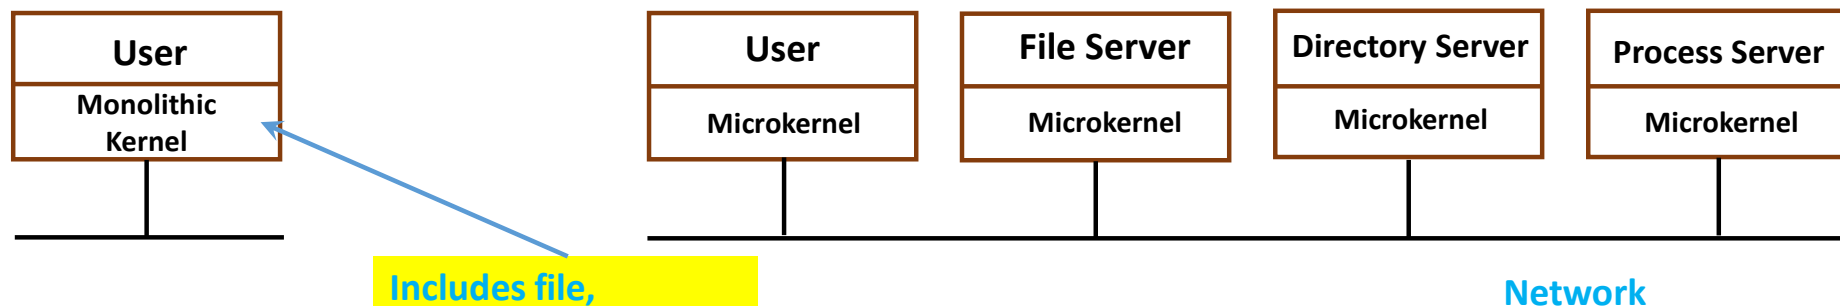 User
Monolithic
Kernel
User
Microkernel
File Server
Microkernel
Directory Server
Microkernel
Process Server
Microkernel
Includes file,
Network